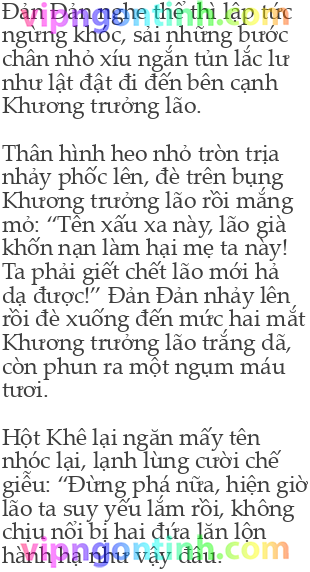 Đản Đản nghe thế thì lập tức
ngừng khóc, sải những bước
chân nhỏ xíu ngắn tủn lắc lư
như lật đật đi đến bên cạnh
Khương trưởng lão.
Thân hình heo nhỏ tròn trịa
nhảy phốc lên, đè trên bụng
Khương trưởng lão rồi mắng
mỏ: “Tên xấu xa này, lão già
khốn nạn làm hại mẹ ta này!
Ta phải giết chết lão mới hả
dạ được!” Đản Đản nhảy lên
rồi đè xuống đến mức hai mắt
Khương trưởng lão trắng dã,
còn phun ra một ngụm máu
tươi.
Hột Khê lại ngăn mấy tên
nhóc lại, lạnh lùng cười chế
giễu: “Đừng phá nữa, hiện giờ
lão ta suy yếu lắm rồi, không
chịu nổi bị hai đứa lăn lộn
hành hạ như vậy đâu.
vipngontinh.com
vipngontinh.com